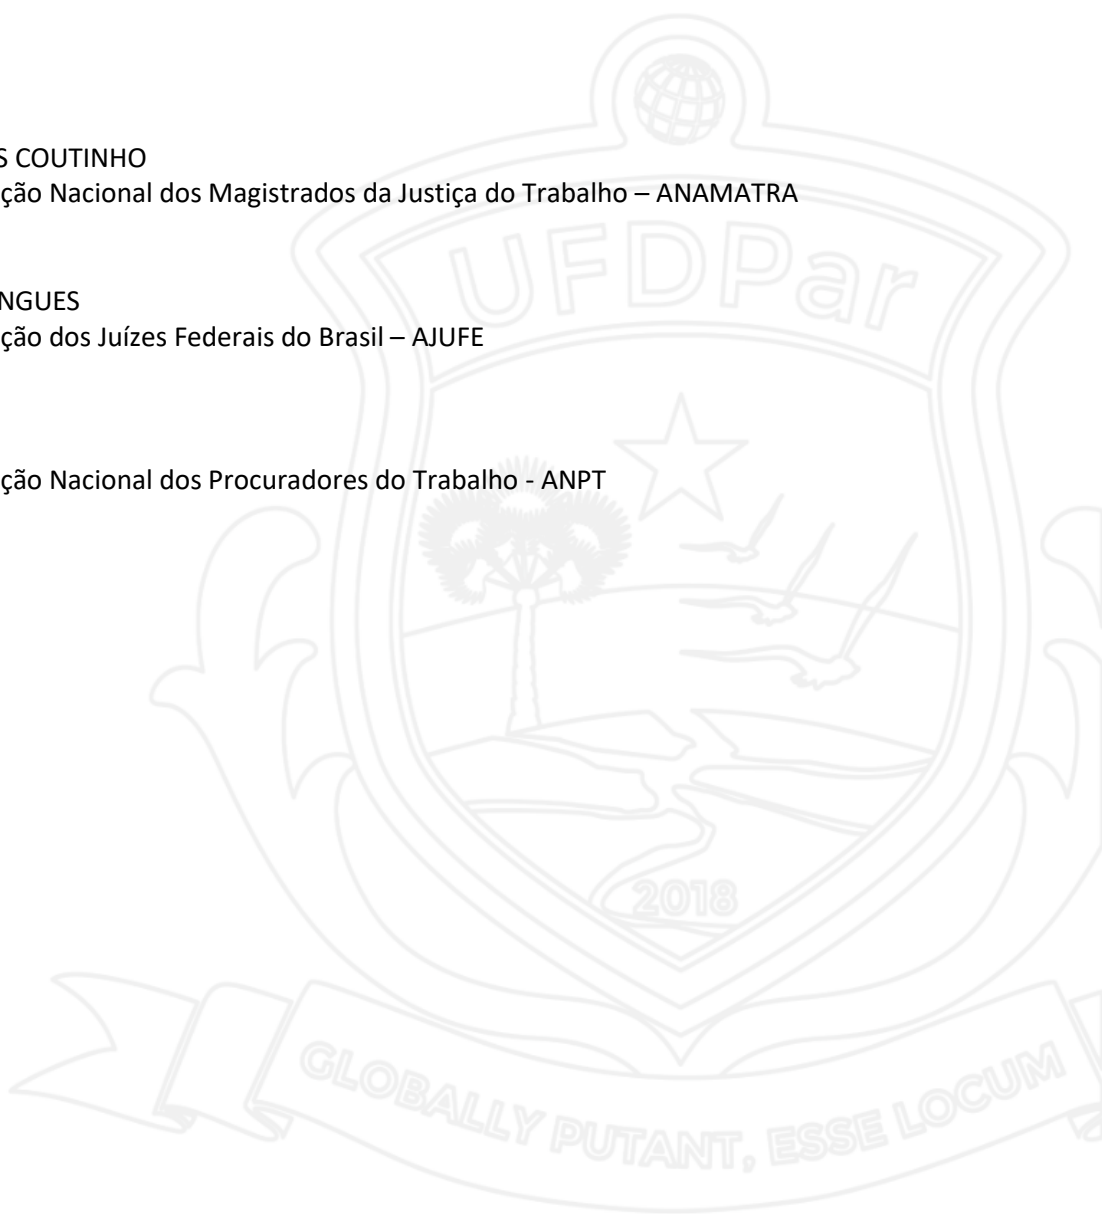 S COUTINHO
ção Nacional dos Magistrados da Justiça do Trabalho – ANAMATRA
NGUES
ção dos Juízes Federais do Brasil – AJUFE
ção Nacional dos Procuradores do Trabalho - ANPT
UFDPar
2018
GLOBALLY PUTANT, ESSE LOCUM